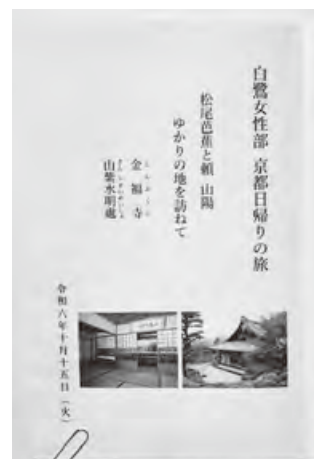 白鷺女性部 京都日帰りの旅
松尾芭蕉と頼 山陽
ゆかりの地を訪ねて
金福寺
山紫水明處
令和六年十月十五日(火)